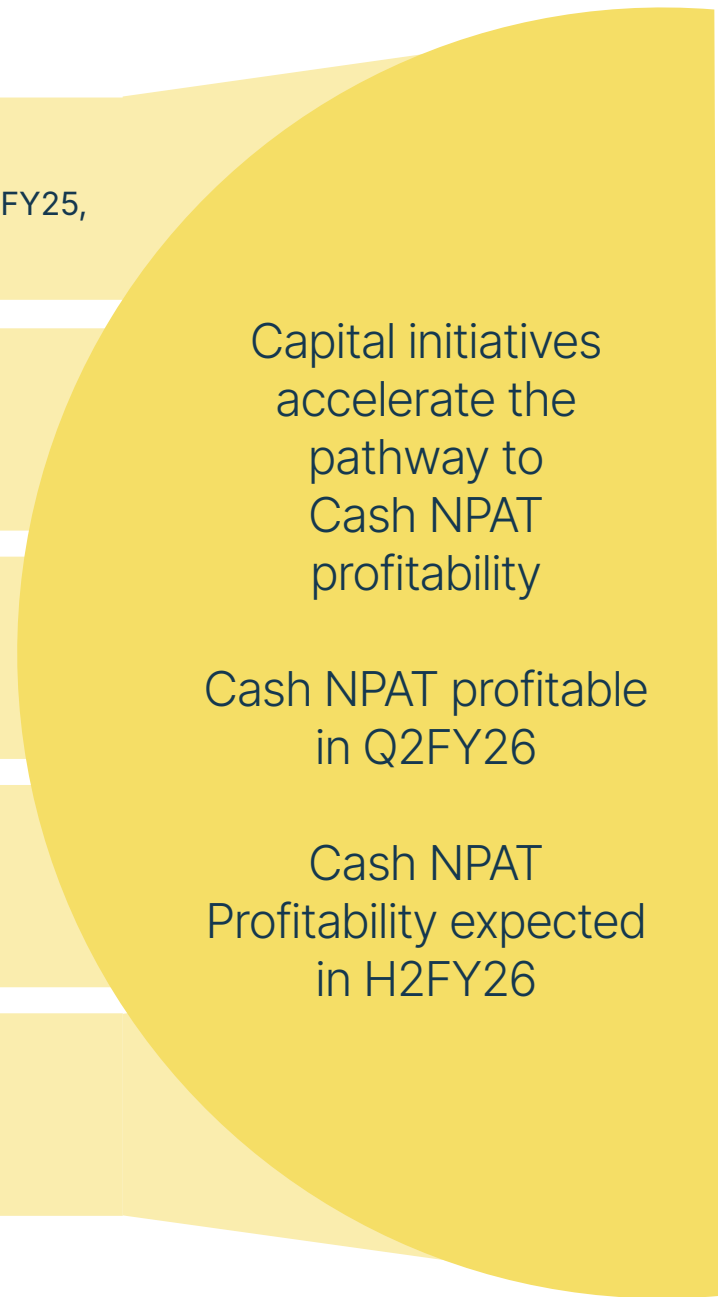 FY25,
Capital initiatives
accelerate the
pathway to
Cash NPAT
profitability
Cash NPAT profitable
in Q2FY26
Cash NPAT
Profitability expected
in H2FY26